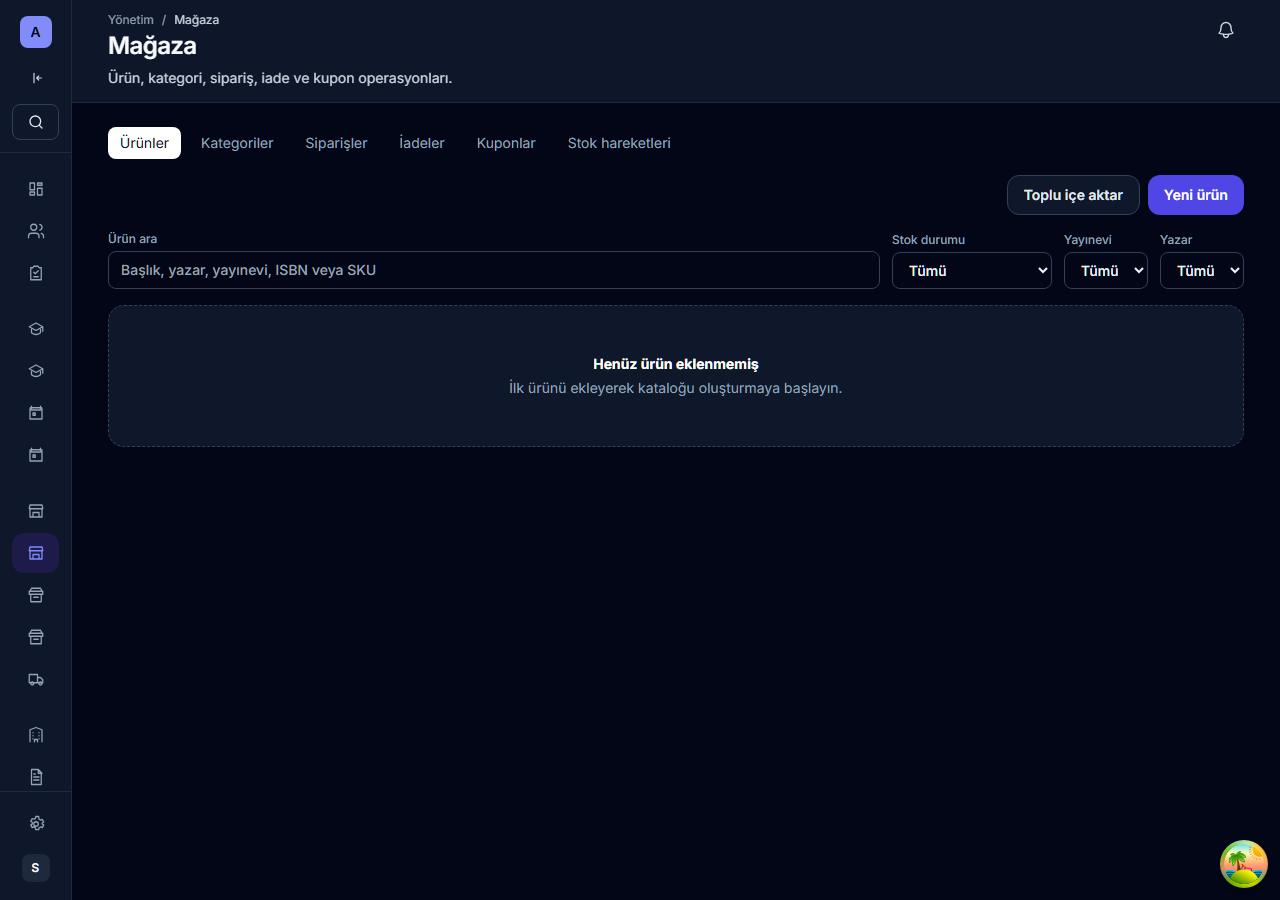 A
Yönetim / Mağaza
Mağaza
Ürün, kategori, sipariş, iade ve kupon operasyonları.
Ürünler Kategoriler Siparişler İadeler Kuponlar Stok hareketleri
Toplu içe aktar Yeni ürün
Ürün ara Stok durumu Yayınevi Yazar
Başlık, yazar, yayınevi, ISBN veya SKU Tümü Tümü Tümü
Henüz ürün eklenmemiş
İlk ürünü ekleyerek kataloğu oluşturmaya başlayın.
S